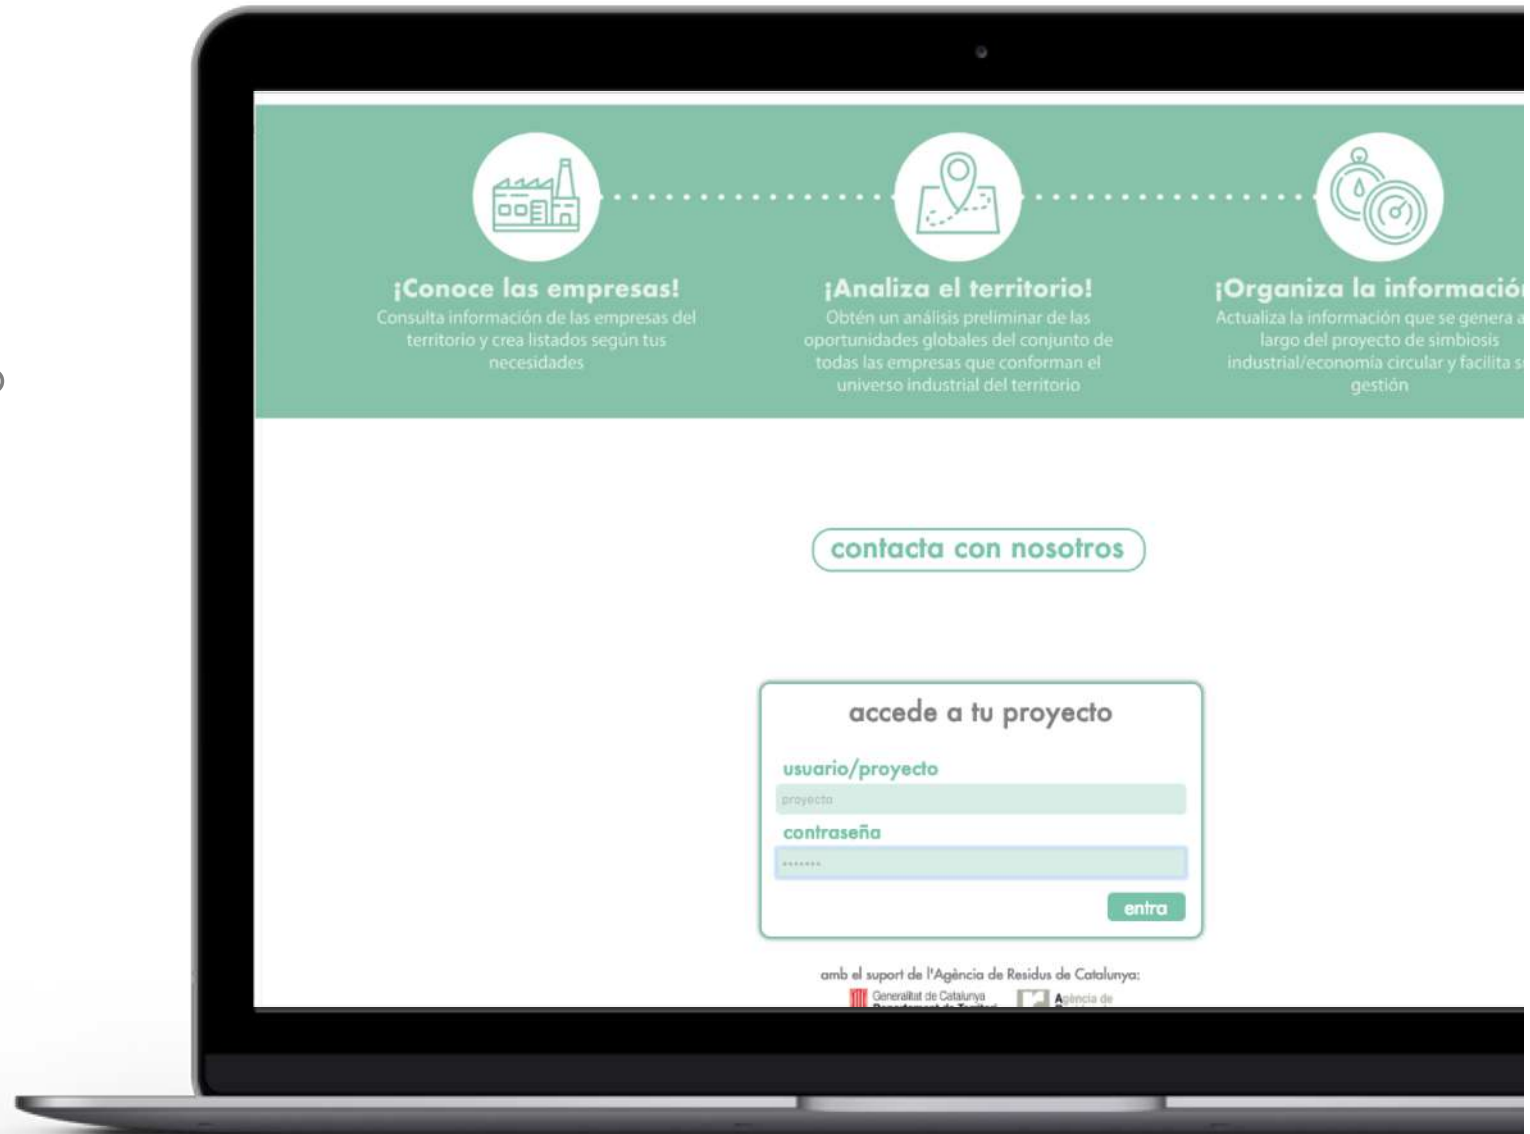 ¡Conoce las empresas!
Consulta información de las empresas del
territorio y crea listados según tus
necesidades
¡Analiza el territorio!
Obtén un análisis preliminar de las
oportunidades globales del conjunto de
todas las empresas que conforman el
universo industrial del territorio
¡Organiza la información
Actualiza la información que se genera a
largo del proyecto de simbiosis
industrial/economía circular y facilita s
gestión
contacta con nosotros
accede a tu proyecto
usuario/proyecto
proyecto
contraseña
entra
amb el suport de l'Agència de Residus de Catalunya:
Generalitat de Catalunya
Agència de